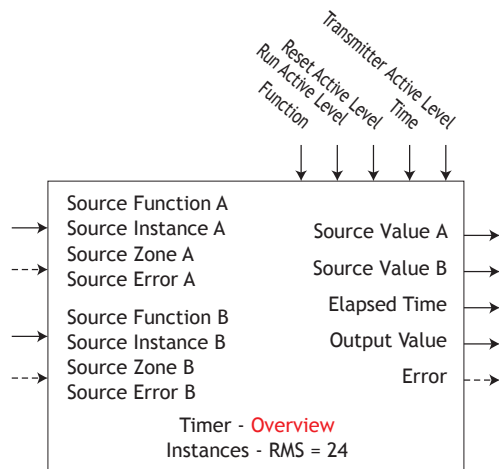 Function
Run Active Level
Reset Active Level
Time
Transmitter Active Level
Source Function A
Source Instance A
Source Zone A
Source Error A
Source Function B
Source Instance B
Source Zone B
Source Error B
Source Value A
Source Value B
Elapsed Time
Output Value
Error
Timer - Overview
Instances - RMS = 24